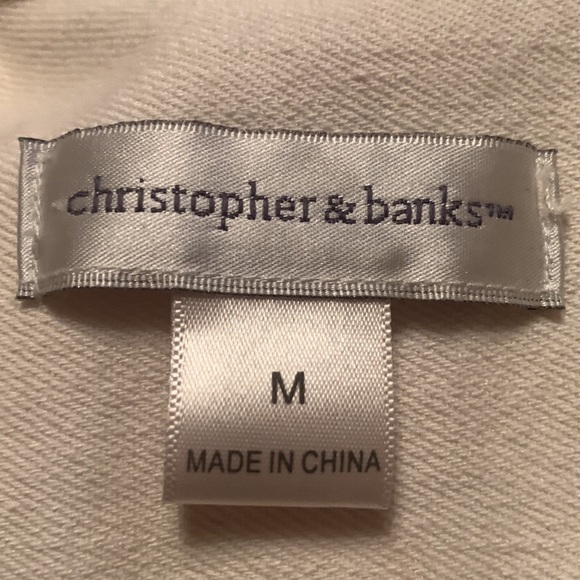 christopher & banks™
M
MADE IN CHINA